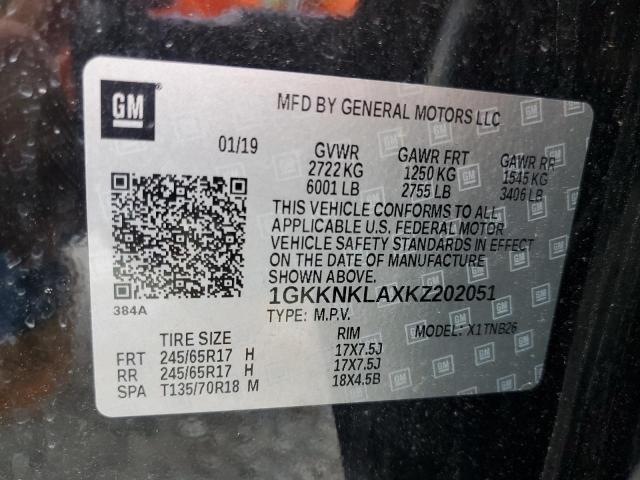 GM
MFD BY GENERAL MOTORS LLC
01/19 GVWR GAWR FRT GAWR RR
2722 KG 1250 KG 1545 KG
6001 LB 2755 LB 3406 LB
THIS VEHICLE CONFORMS TO ALL
APPLICABLE U.S. FEDERAL MOTOR
VEHICLE SAFETY STANDARDS IN EFFECT
ON THE DATE OF MANUFACTURE
SHOWN ABOVE.
1GKKNKLAXKZ202051
384A
TYPE: M.P.V. MODEL: X1TNB26
TIRE SIZE RIM
FRT 245/65R17 H 17X7.5J
RR 245/65R17 H 17X7.5J
SPA T135/70R18 M 18X4.5B